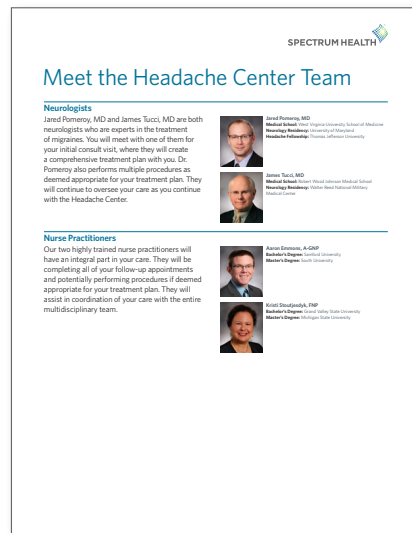 SPECTRUM HEALTH
Meet the Headache Center Team
Neurologists
Jared Pomeroy, MD and James Tucci, MD are both
neurologists who are experts in the treatment
of migraines. You will meet with one of them for
your initial consult visit, where they will create
a comprehensive treatment plan with you. Dr.
Pomeroy also performs multiple procedures as
deemed appropriate for your treatment plan. They
will continue to oversee your care as you continue
with the Headache Center.
Jared Pomeroy, MD
Medical School: West Virginia University School of Medicine
Neurology Residency: University of Maryland
Headache Fellowship: Thomas Jefferson University
James Tucci, MD
Medical School: Robert Wood Johnson Medical School
Neurology Residency: Walter Reed National Military
Medical Center
Nurse Practitioners
Our two highly trained nurse practitioners will
have an integral part in your care. They will be
completing all of your follow-up appointments
and potentially performing procedures if deemed
appropriate for your treatment plan. They will
assist in coordination of your care with the entire
multidisciplinary team.
Aaron Emmons, A-GNP
Bachelor's Degree: Samford University
Master's Degree: South University
Kristi Stoutjesdyk, FNP
Bachelor's Degree: Grand Valley State University
Master's Degree: Michigan State University